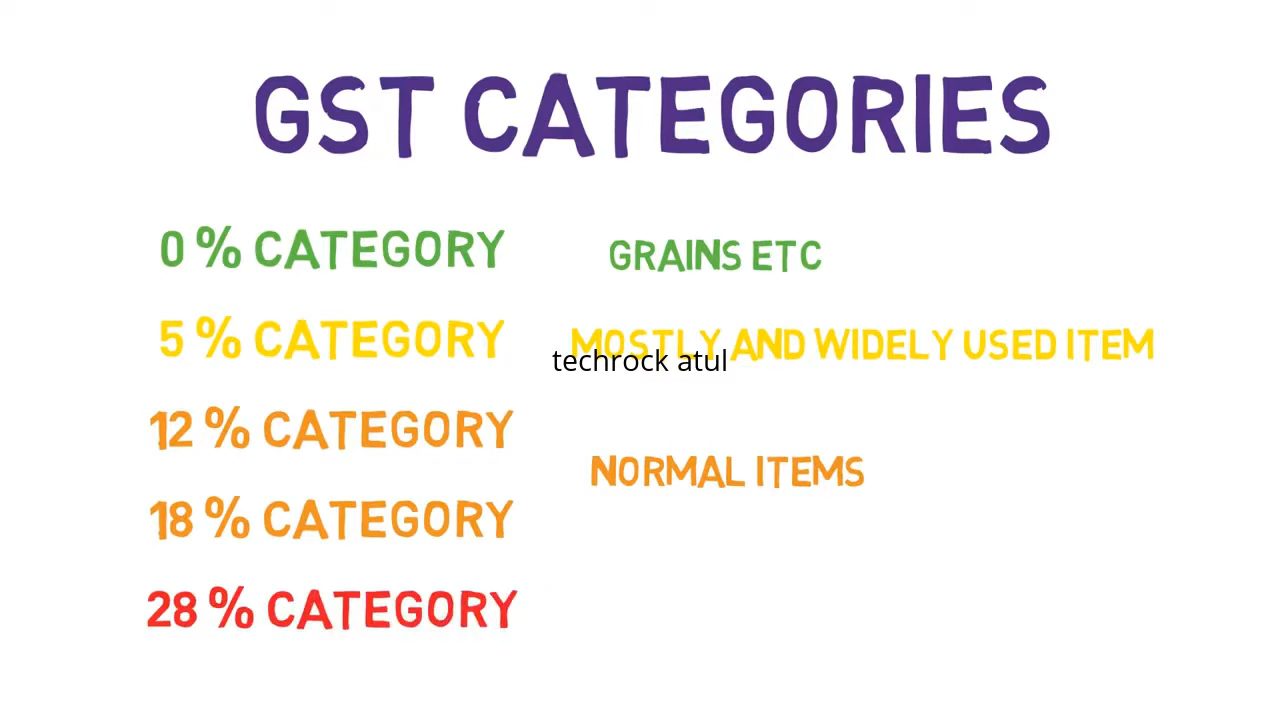 GST CATEGORIES
0 % CATEGORY
GRAINS ETC
5 % CATEGORY
MOSTLY AND WIDELY USED ITEM
techrock atul
12 % CATEGORY
NORMAL ITEMS
18 % CATEGORY
28 % CATEGORY